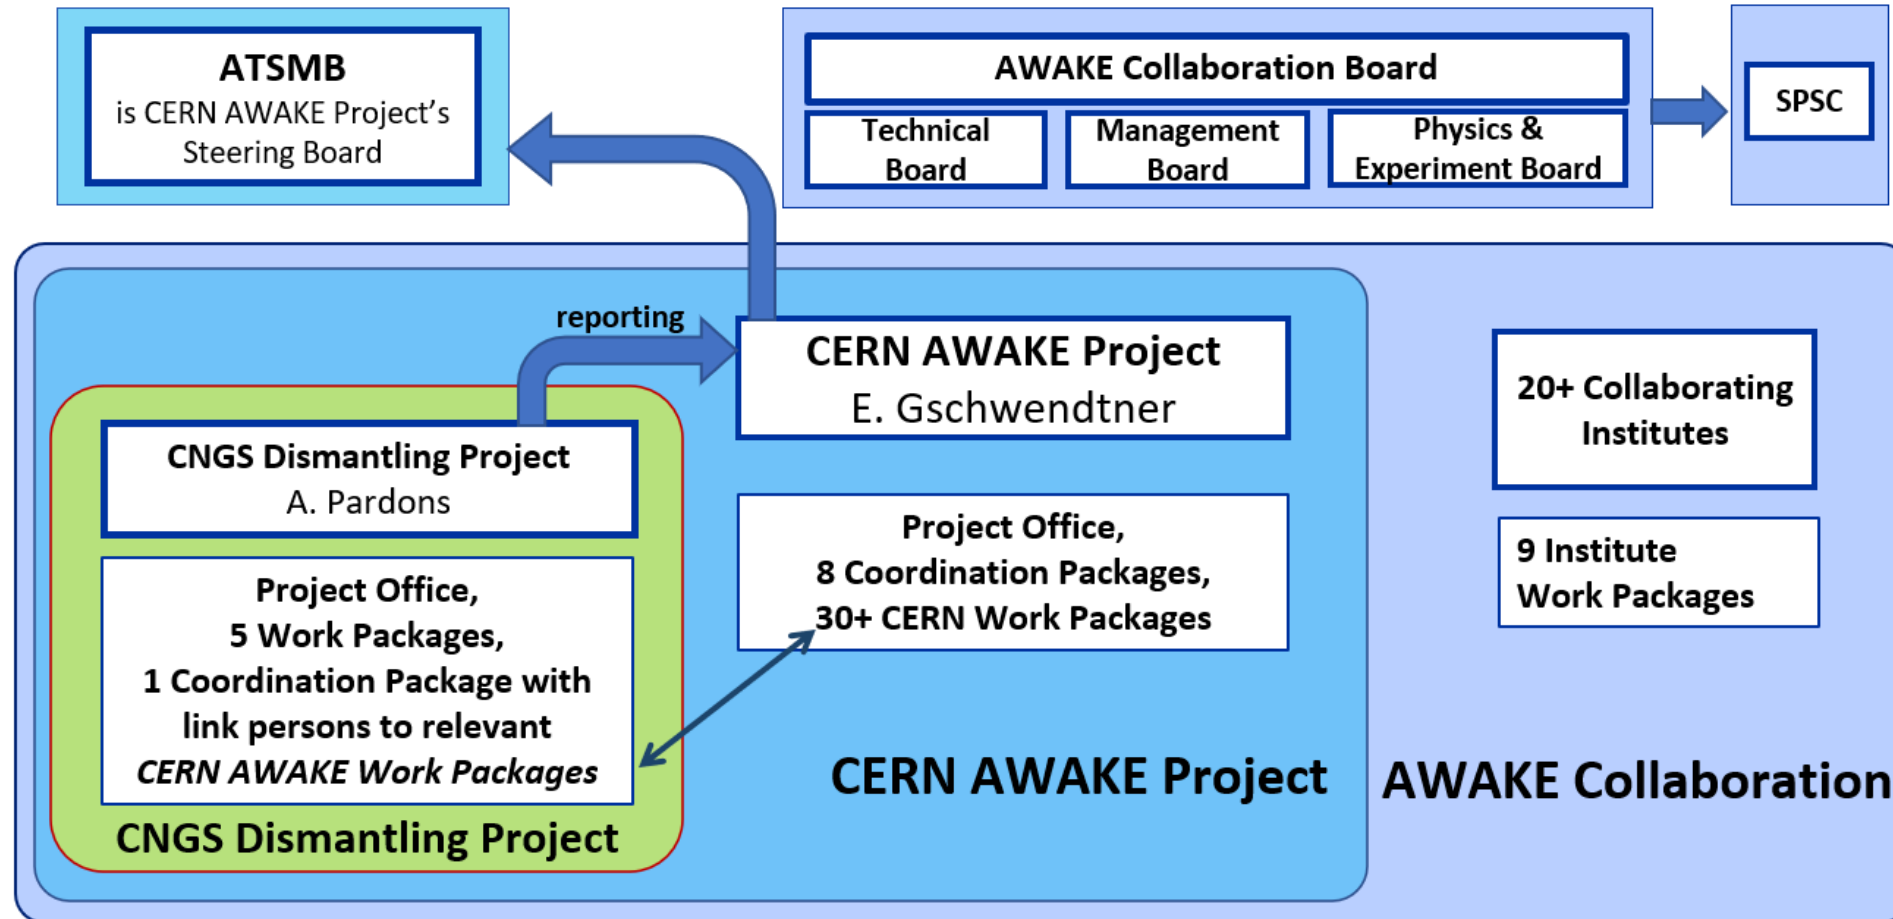 ATSMB
is CERN AWAKE Project’s
Steering Board
AWAKE Collaboration Board
Technical
Board
Management
Board
Physics &
Experiment Board
SPSC
reporting
CERN AWAKE Project
E. Gschwendtner
20+ Collaborating
Institutes
CNGS Dismantling Project
A. Pardons
Project Office,
8 Coordination Packages,
30+ CERN Work Packages
9 Institute
Work Packages
Project Office,
5 Work Packages,
1 Coordination Package with
link persons to relevant
CERN AWAKE Work Packages
CERN AWAKE Project
AWAKE Collaboration
CNGS Dismantling Project